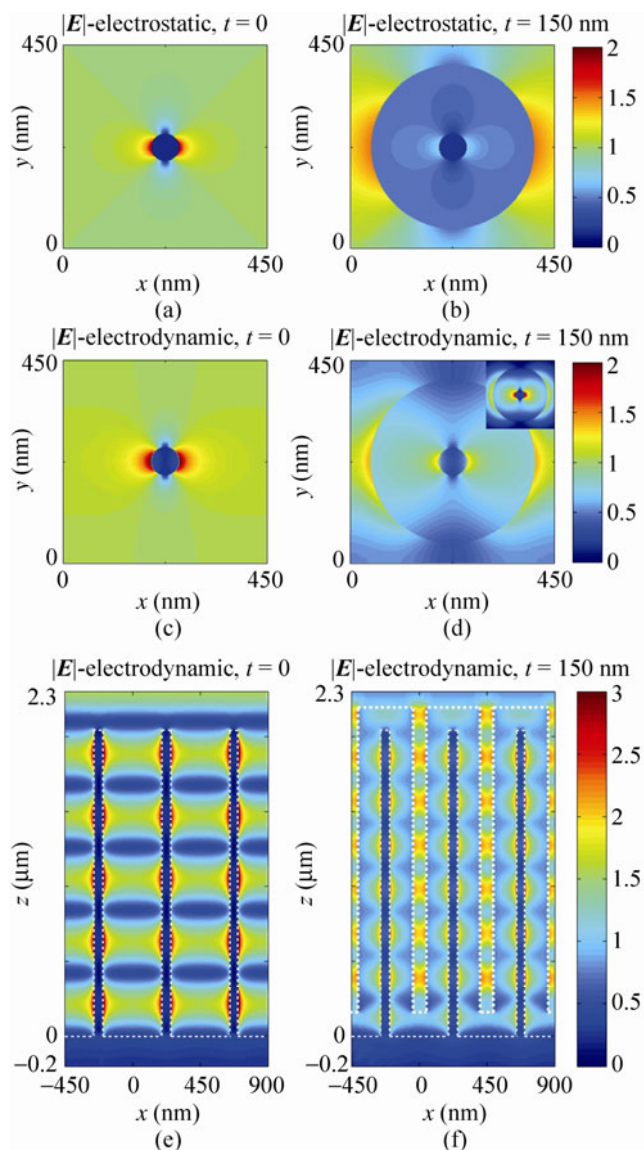 |E|-electrostatic, t = 0
|E|-electrostatic, t = 150 nm
450
y (nm)
0
0
x (nm)
450
(a)
450
y (nm)
0
0
x (nm)
450
(b)
2
1.5
1
0.5
0
|E|-electrodynamic, t = 0
|E|-electrodynamic, t = 150 nm
450
y (nm)
0
0
x (nm)
450
(c)
450
y (nm)
0
0
x (nm)
450
(d)
2
1.5
1
0.5
0
|E|-electrodynamic, t = 0
|E|-electrodynamic, t = 150 nm
2.3
z (μm)
0
−0.2
−450
0
450
900
x (nm)
(e)
2.3
z (μm)
0
−0.2
−450
0
450
900
x (nm)
(f)
3
2.5
2
1.5
1
0.5
0